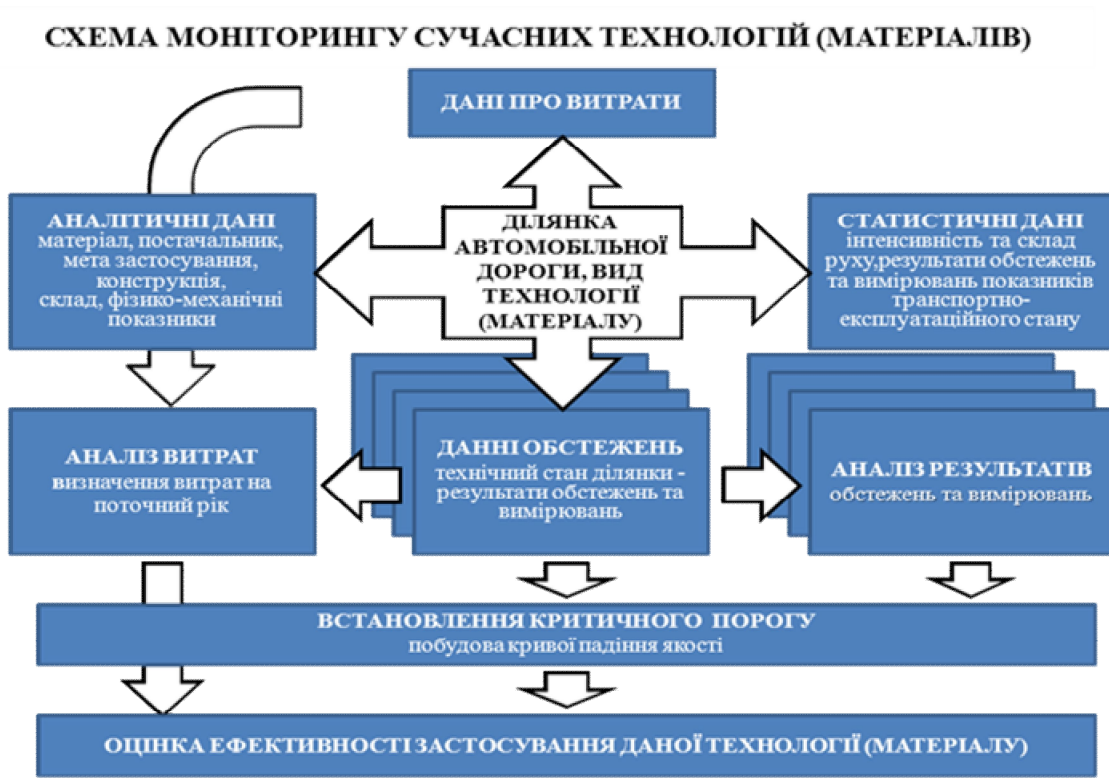 СХЕМА МОНІТОРИНГУ СУЧАСНИХ ТЕХНОЛОГІЙ (МАТЕРІАЛІВ)
ДАНІ ПРО ВИТРАТИ
АНАЛІТИЧНІ ДАНІ
матеріал, постачальник,
мета застосування,
конструкція,
склад, фізико-механічні
показники
ДІЛЯНКА
АВТОМОБІЛЬНОЇ
ДОРОГИ, ВИД
ТЕХНОЛОГІЇ
(МАТЕРІАЛУ)
СТАТИСТИЧНІ ДАНІ
інтенсивність та склад
руху,результати обстежень
та вимірювань показників
транспортно-
експлуатаційного стану
АНАЛІЗ ВИТРАТ
визначення витрат на
поточний рік
ДАННІ ОБСТЕЖЕНЬ
технічний стан ділянки -
результати обстежень та
вимірювань
АНАЛІЗ РЕЗУЛЬТАТІВ
обстежень та вимірювань
ВСТАНОВЛЕННЯ КРИТИЧНОГО ПОРОГУ
побудова кривої падіння якості
ОЦІНКА ЕФЕКТИВНОСТІ ЗАСТОСУВАННЯ ДАНОЇ ТЕХНОЛОГІЇ (МАТЕРІАЛУ)